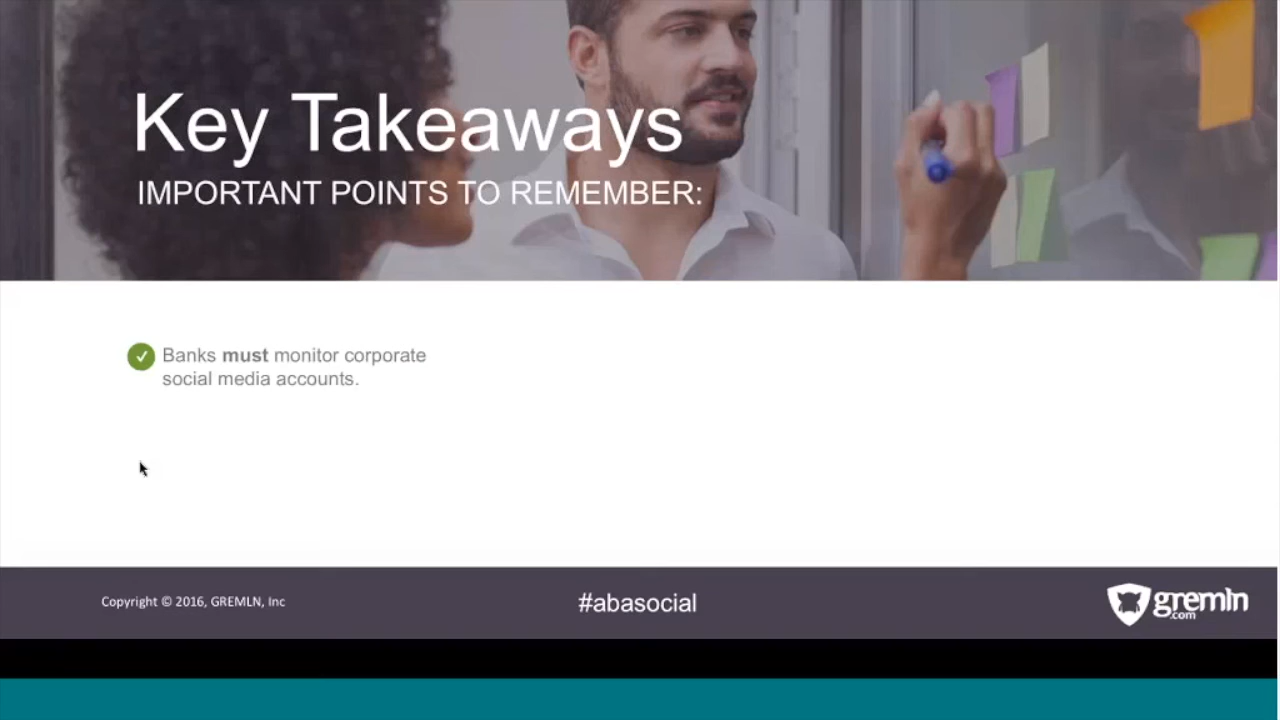 Key Takeaways
IMPORTANT POINTS TO REMEMBER:
Banks must monitor corporate
social media accounts.
Copyright © 2016, GREMLN, Inc
#abasocial
gremln
.com